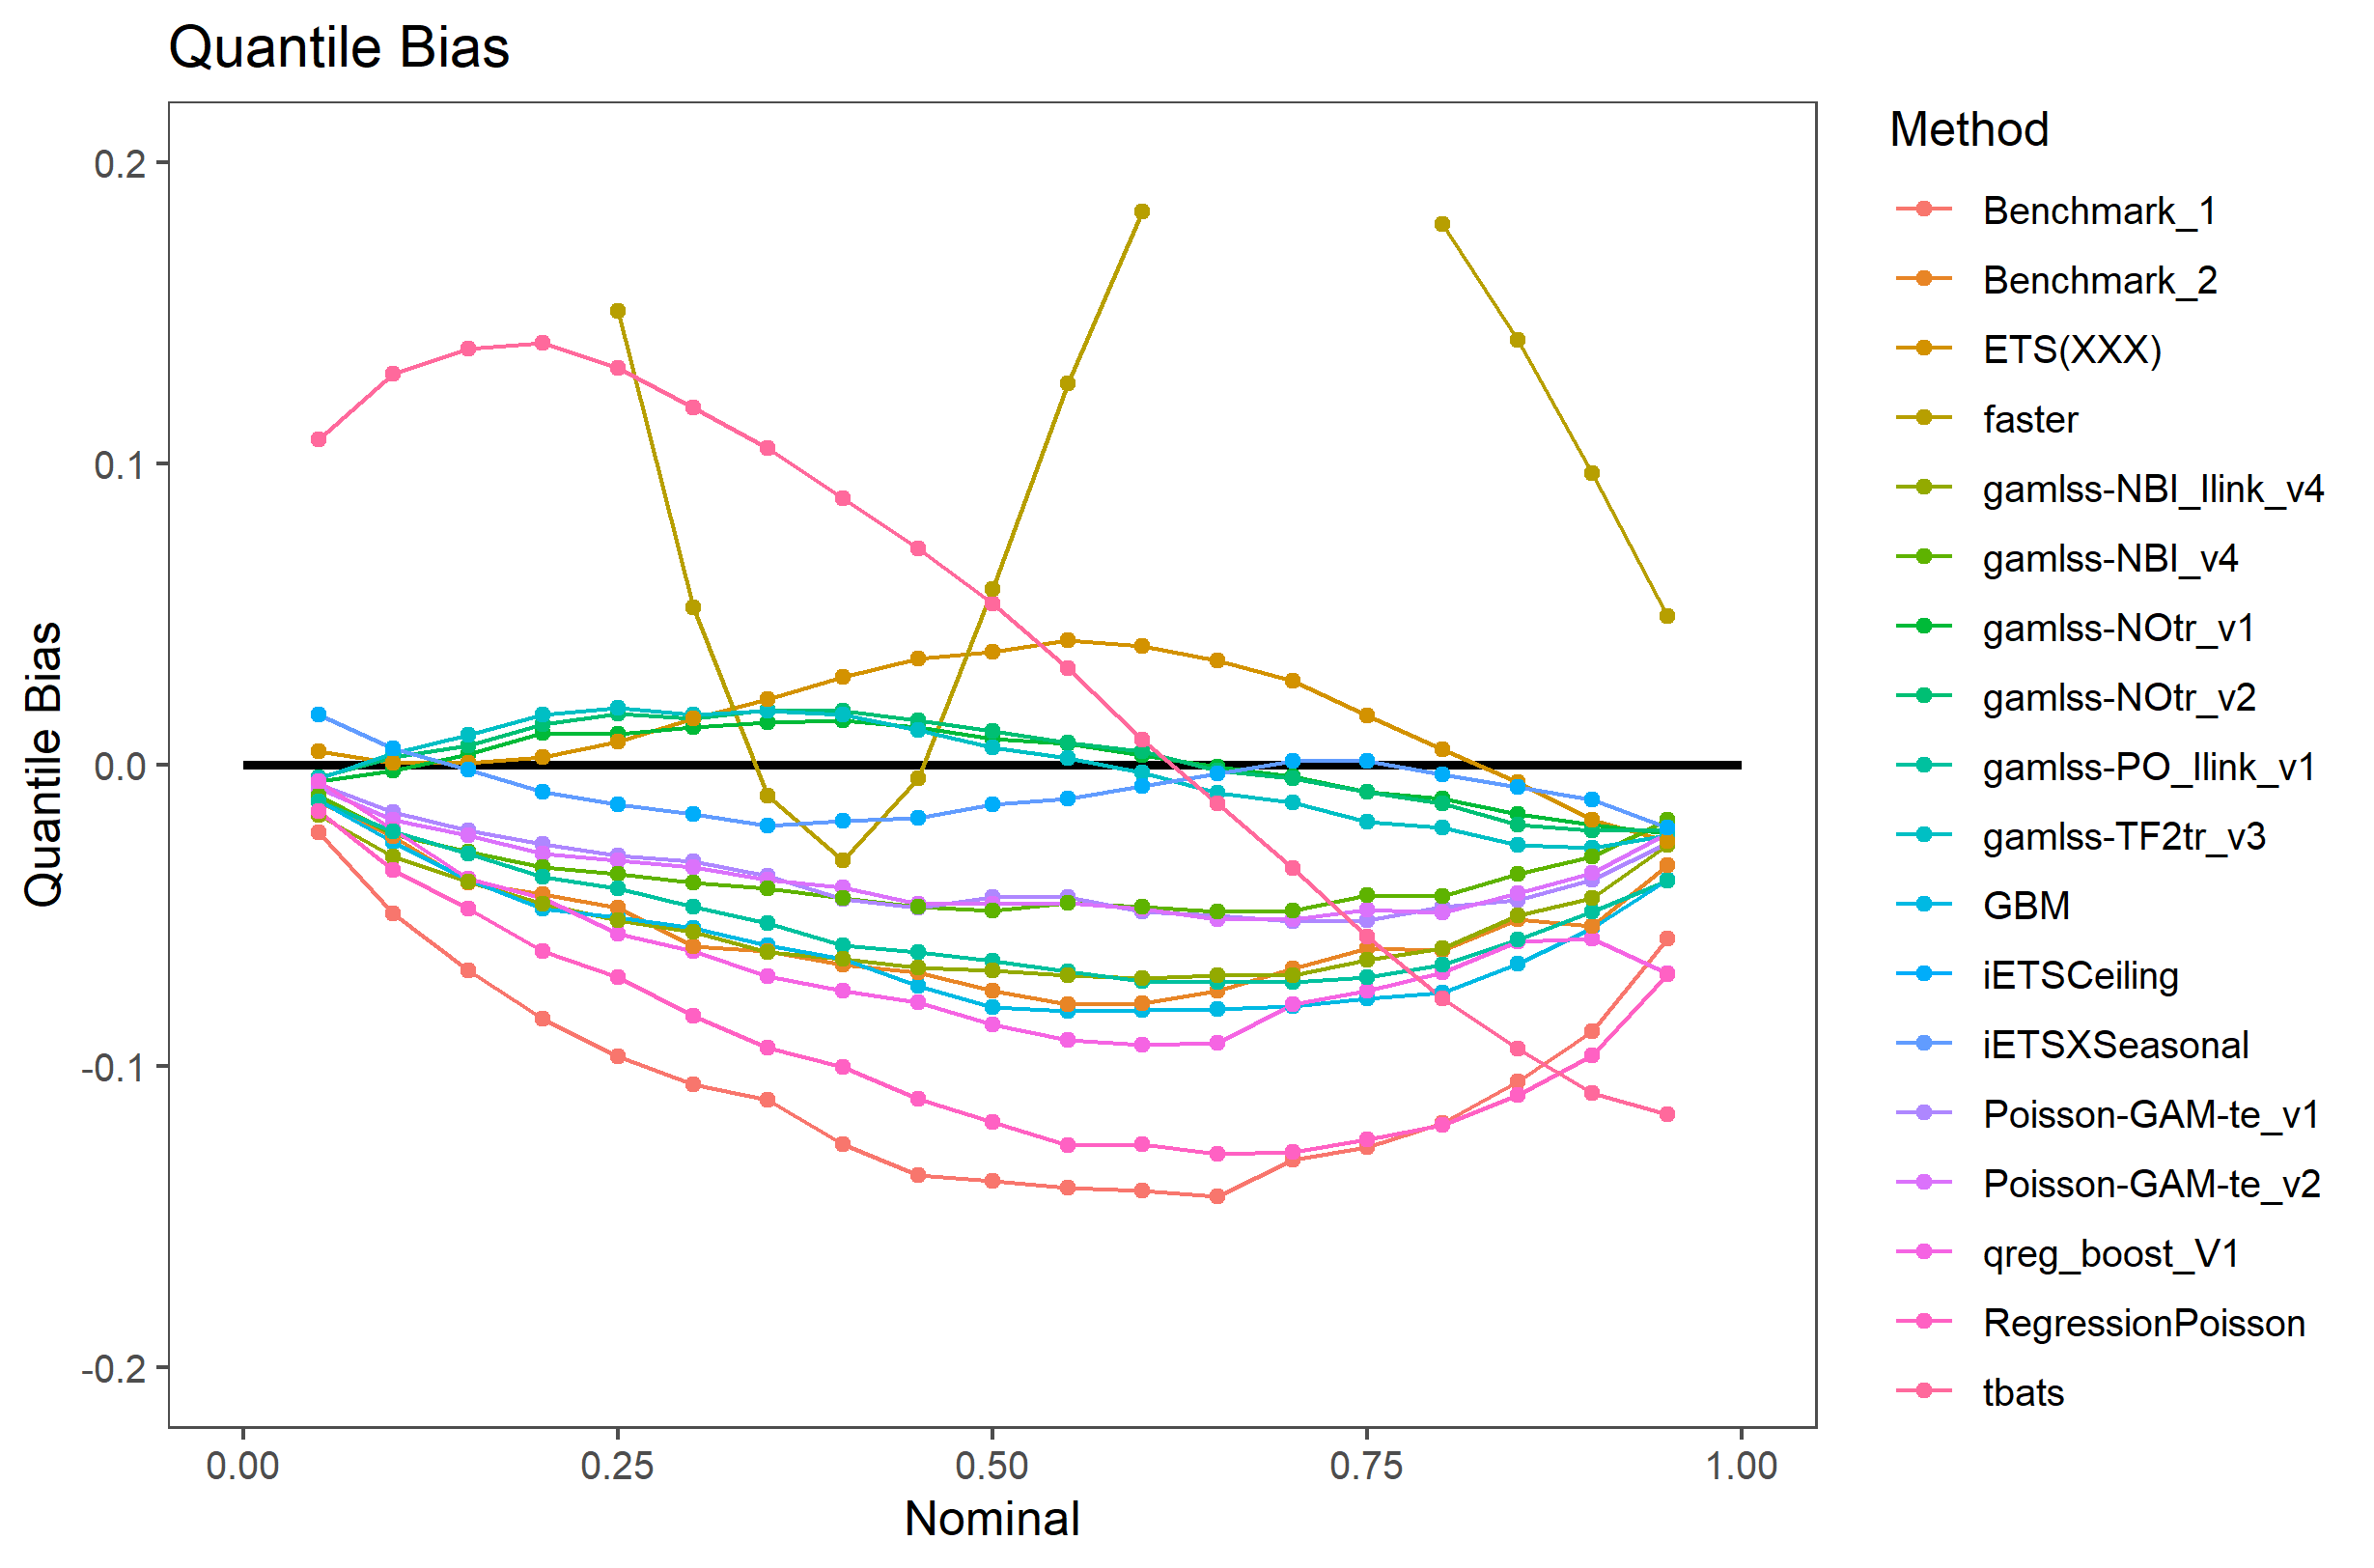 Quantile Bias
Quantile Bias
0.2
0.1
0.0
-0.1
-0.2
0.00 0.25 0.50 0.75 1.00
Nominal
Method
Benchmark_1
Benchmark_2
ETS(XXX)
faster
gamlss-NBI_llink_v4
gamlss-NBI_v4
gamlss-NOtr_v1
gamlss-NOtr_v2
gamlss-PO_llink_v1
gamlss-TF2tr_v3
GBM
iETSCeiling
iETSXSeasonal
Poisson-GAM-te_v1
Poisson-GAM-te_v2
qreg_boost_V1
RegressionPoisson
tbats